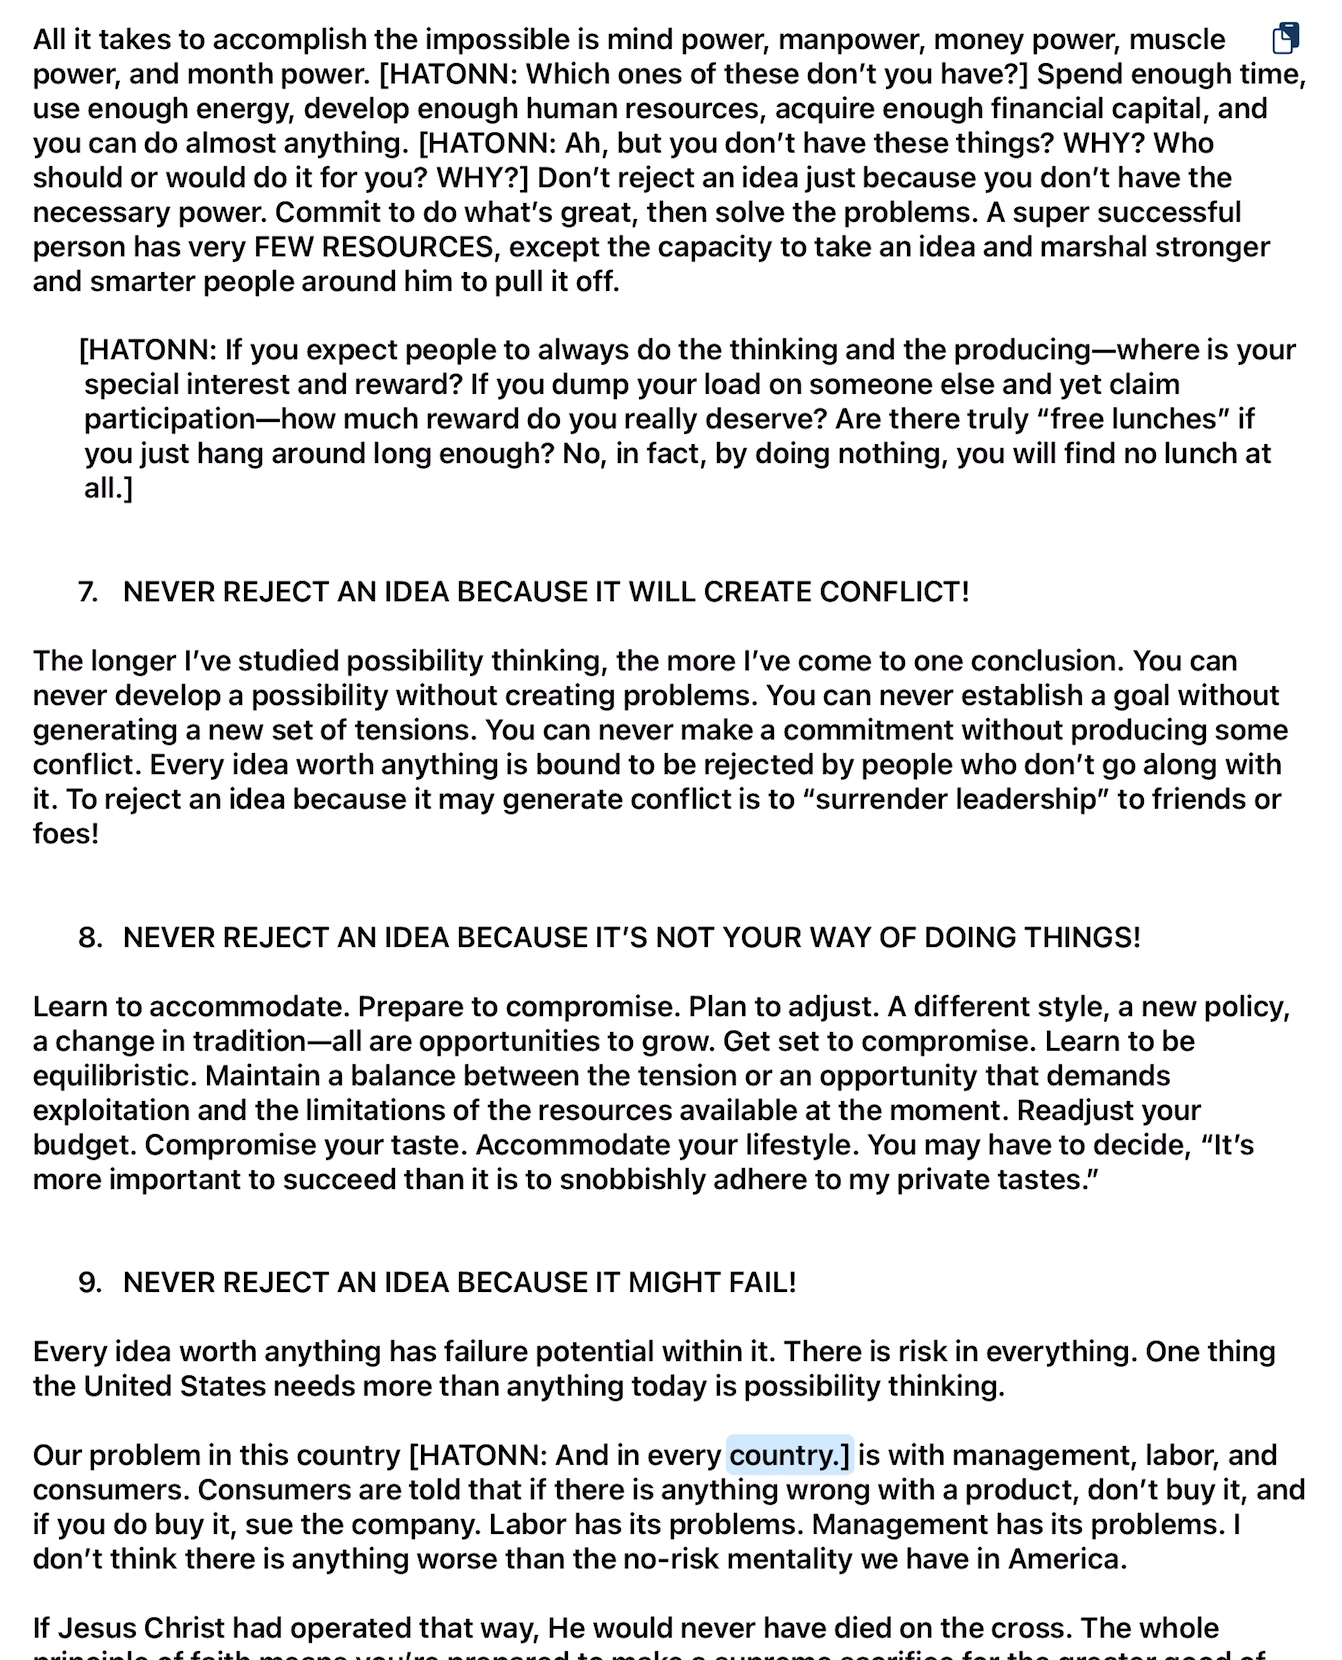 All it takes to accomplish the impossible is mind power, manpower, money power, muscle
power, and month power. [HATONN: Which ones of these don’t you have?] Spend enough time,
use enough energy, develop enough human resources, acquire enough financial capital, and
you can do almost anything. [HATONN: Ah, but you don’t have these things? WHY? Who
should or would do it for you? WHY?] Don’t reject an idea just because you don’t have the
necessary power. Commit to do what’s great, then solve the problems. A super successful
person has very FEW RESOURCES, except the capacity to take an idea and marshal stronger
and smarter people around him to pull it off.
[HATONN: If you expect people to always do the thinking and the producing—where is your
special interest and reward? If you dump your load on someone else and yet claim
participation—how much reward do you really deserve? Are there truly “free lunches” if
you just hang around long enough? No, in fact, by doing nothing, you will find no lunch at
all.]
7. NEVER REJECT AN IDEA BECAUSE IT WILL CREATE CONFLICT!
The longer I’ve studied possibility thinking, the more I’ve come to one conclusion. You can
never develop a possibility without creating problems. You can never establish a goal without
generating a new set of tensions. You can never make a commitment without producing some
conflict. Every idea worth anything is bound to be rejected by people who don’t go along with
it. To reject an idea because it may generate conflict is to “surrender leadership” to friends or
foes!
8. NEVER REJECT AN IDEA BECAUSE IT’S NOT YOUR WAY OF DOING THINGS!
Learn to accommodate. Prepare to compromise. Plan to adjust. A different style, a new policy,
a change in tradition—all are opportunities to grow. Get set to compromise. Learn to be
equilibristic. Maintain a balance between the tension or an opportunity that demands
exploitation and the limitations of the resources available at the moment. Readjust your
budget. Compromise your taste. Accommodate your lifestyle. You may have to decide, “It’s
more important to succeed than it is to snobbishly adhere to my private tastes.”
9. NEVER REJECT AN IDEA BECAUSE IT MIGHT FAIL!
Every idea worth anything has failure potential within it. There is risk in everything. One thing
the United States needs more than anything today is possibility thinking.
Our problem in this country [HATONN: And in every country.] is with management, labor, and
consumers. Consumers are told that if there is anything wrong with a product, don’t buy it, and
if you do buy it, sue the company. Labor has its problems. Management has its problems. I
don’t think there is anything worse than the no-risk mentality we have in America.
If Jesus Christ had operated that way, He would never have died on the cross. The whole
principle of faith means you’re prepared to make a supreme sacrifice for the greater good of